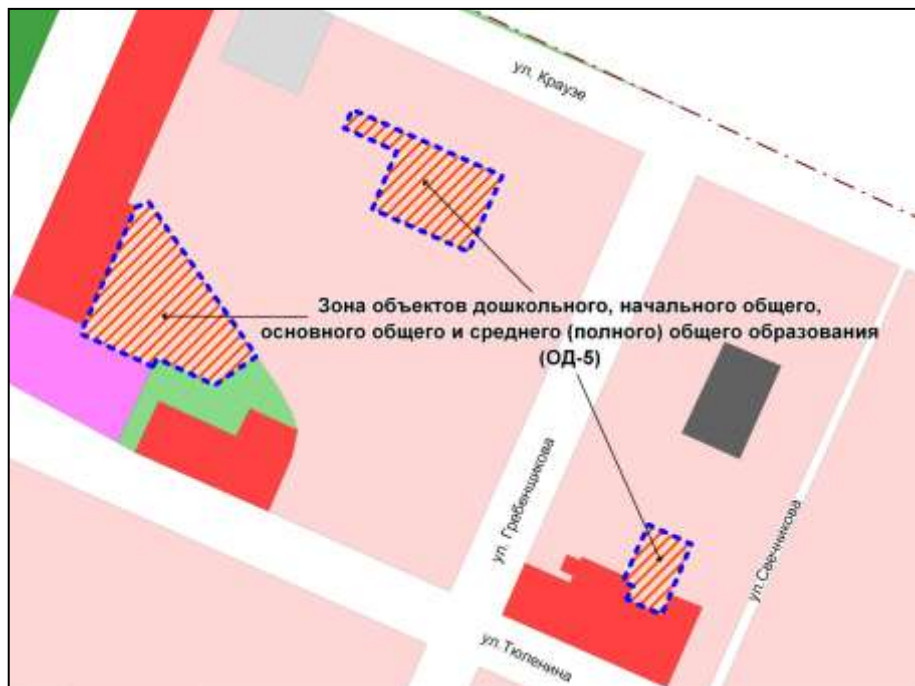 ул. Краузе
Зона объектов дошкольного, начального общего,
основного общего и среднего (полного) общего образования
(ОД-5)
ул. Гребенщикова
ул.Свечникова
ул.Тюленина